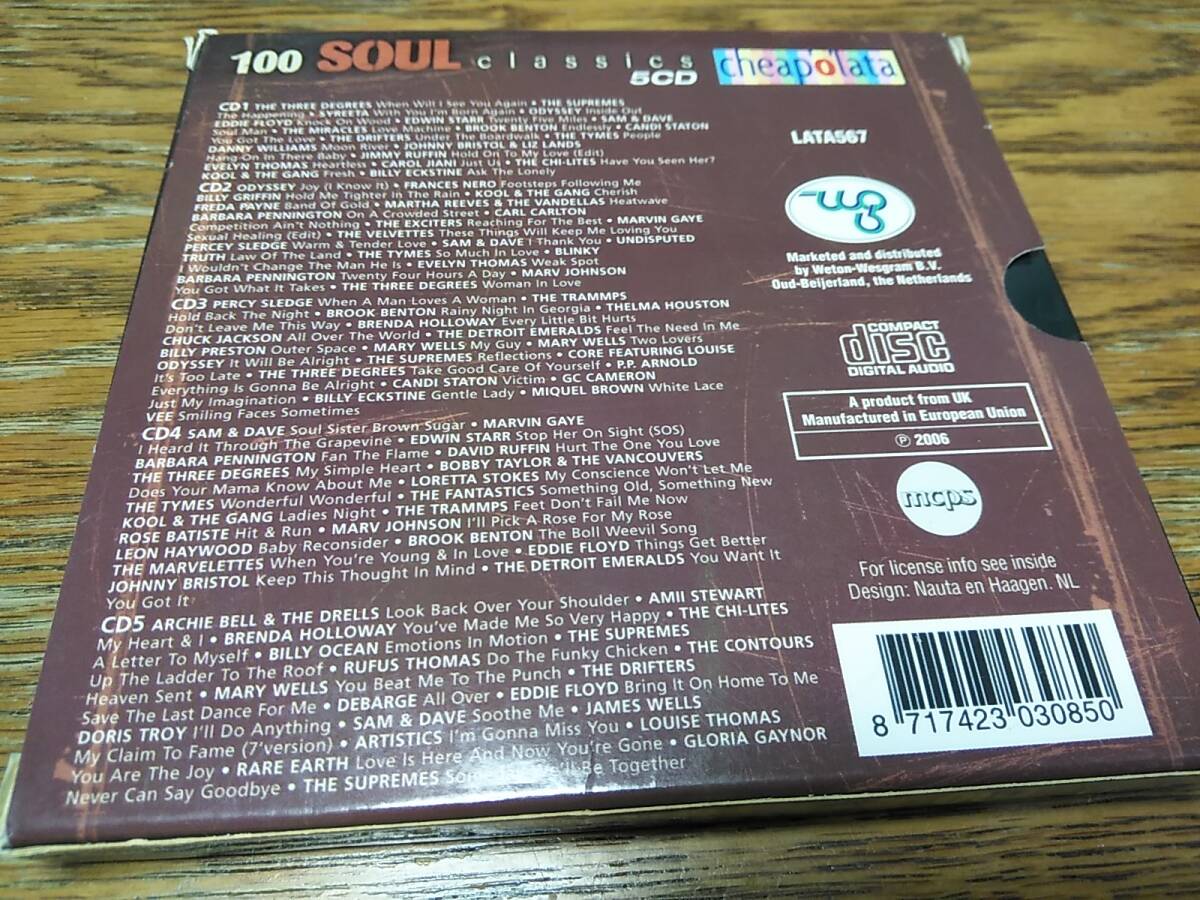 100 SOUL classics
5CD
cheap'o'lata
CD1 THE THREE DEGREES When Will I See You Again • THE SUPREMES
The Happening • SYREETA With You I'm Born Again • ODYSSEY Inside Out
EDDIE FLOYD Knock On Wood • EDWIN STARR Twenty Five Miles • SAM & DAVE
Soul Man • THE MIRACLES Love Machine • BROOK BENTON Endlessly • CANDI STATON
You Got The Love • THE DRIFTERS Under The Boardwalk • THE TYMES People
DANNY WILLIAMS Moon River • JOHNNY BRISTOL & LIZ LANDS
Hang On In There Baby • JIMMY RUFFIN Hold On To My Love (Edit)
EVELYN THOMAS Heartless • CAROL JIANI Just Us • THE CHI-LITES Have You Seen Her?
KOOL & THE GANG Fresh • BILLY ECKSTINE Ask The Lonely
CD2 ODYSSEY Joy (I Know It) • FRANCES NERO Footsteps Following Me
BILLY GRIFFIN Hold Me Tighter In The Rain • KOOL & THE GANG Cherish
FREDA PAYNE Band Of Gold • MARTHA REEVES & THE VANDELLAS Heatwave
BARBARA PENNINGTON On A Crowded Street • CARL CARLTON
Competition Ain't Nothing • THE EXCITERS Reaching For The Best • MARVIN GAYE
Sexual Healing (Edit) • THE VELVETTES These Things Will Keep Me Loving You
PERCEY SLEDGE Warm & Tender Love • SAM & DAVE I Thank You • UNDISPUTED
TRUTH Law Of The Land • THE TYMES So Much In Love • BLINKY
I Wouldn't Change The Man He Is • EVELYN THOMAS Weak Spot
BARBARA PENNINGTON Twenty Four Hours A Day • MARV JOHNSON
You Got What It Takes • THE THREE DEGREES Woman In Love
CD3 PERCY SLEDGE When A Man Loves A Woman • THE TRAMMPS
Hold Back The Night • BROOK BENTON Rainy Night In Georgia • THELMA HOUSTON
Don't Leave Me This Way • BRENDA HOLLOWAY Every Little Bit Hurts
CHUCK JACKSON All Over The World • THE DETROIT EMERALDS Feel The Need In Me
BILLY PRESTON Outer Space • MARY WELLS My Guy • MARY WELLS Two Lovers
ODYSSEY It Will Be Alright • THE SUPREMES Reflections • CORE FEATURING LOUISE
It's Too Late • THE THREE DEGREES Take Good Care Of Yourself • P.P. ARNOLD
Everything Is Gonna Be Alright • CANDI STATON Victim • GC CAMERON
Just My Imagination • BILLY ECKSTINE Gentle Lady • MIQUEL BROWN White Lace
VEE Smiling Faces Sometimes
CD4 SAM & DAVE Soul Sister Brown Sugar • MARVIN GAYE
I Heard It Through The Grapevine • EDWIN STARR Stop Her On Sight (SOS)
BARBARA PENNINGTON Fan The Flame • DAVID RUFFIN Hurt The One You Love
THE THREE DEGREES My Simple Heart • BOBBY TAYLOR & THE VANCOUVERS
Does Your Mama Know About Me • LORETTA STOKES My Conscience Won't Let Me
THE TYMES Wonderful Wonderful • THE FANTASTICS Something Old, Something New
KOOL & THE GANG Ladies Night • THE TRAMMPS Feet Don't Fail Me Now
ROSE BATISTE Hit & Run • MARV JOHNSON I'll Pick A Rose For My Rose
LEON HAYWOOD Baby Reconsider • BROOK BENTON The Boll Weevil Song
THE MARVELETTES When You're Young & In Love • EDDIE FLOYD Things Get Better
JOHNNY BRISTOL Keep This Thought In Mind • THE DETROIT EMERALDS You Want It
You Got It
CD5 ARCHIE BELL & THE DRELLS Look Back Over Your Shoulder • AMII STEWART
My Heart & I • BRENDA HOLLOWAY You've Made Me So Very Happy • THE CHI-LITES
A Letter To Myself • BILLY OCEAN Emotions In Motion • THE SUPREMES
Up The Ladder To The Roof • RUFUS THOMAS Do The Funky Chicken • THE CONTOURS
Heaven Sent • MARY WELLS You Beat Me To The Punch • THE DRIFTERS
Save The Last Dance For Me • DEBARGE All Over • EDDIE FLOYD Bring It On Home To Me
DORIS TROY I'll Do Anything • SAM & DAVE Soothe Me • JAMES WELLS
My Claim To Fame (7'version) • ARTISTICS I'm Gonna Miss You • LOUISE THOMAS
You Are The Joy • RARE EARTH Love Is Here And Now You're Gone • GLORIA GAYNOR
Never Can Say Goodbye • THE SUPREMES Someday We'll Be Together
LATA567
Marketed and distributed
by Weton-Wesgram B.V.
Oud-Beijerland, the Netherlands
COMPACT
disc
DIGITAL AUDIO
A product from UK
Manufactured in European Union
℗ 2006
mcps
For license info see inside
Design: Nauta en Haagen. NL
8 717423 030850